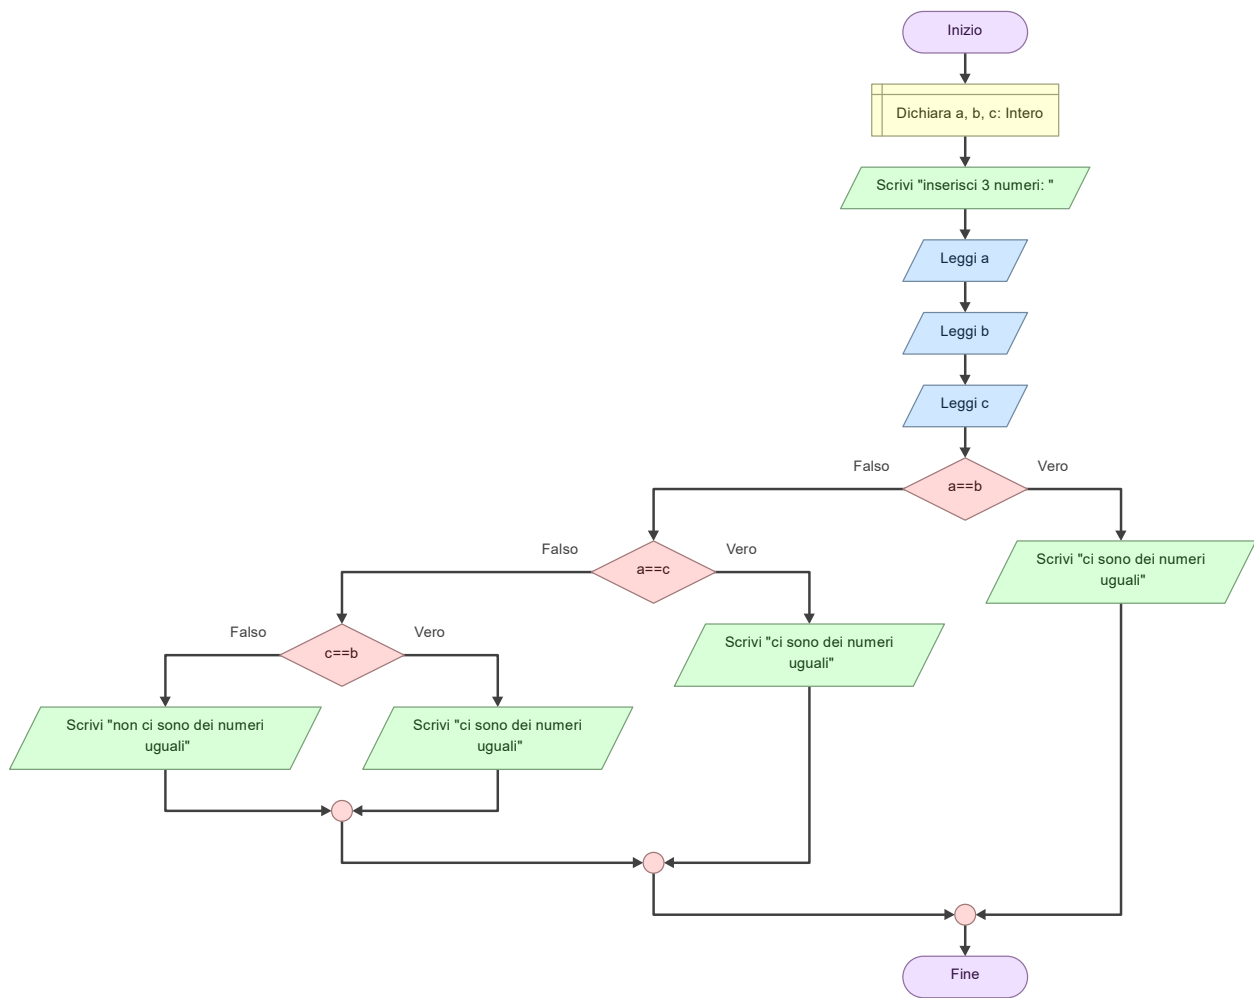 Inizio
Dichiara a, b, c: Intero
Scrivi "inserisci 3 numeri: "
Leggi a
Leggi b
Leggi c
Falso
Vero
a==b
Falso
Vero
a==c
Scrivi "ci sono dei numeri
uguali"
Falso
Vero
c==b
Scrivi "ci sono dei numeri
uguali"
Scrivi "non ci sono dei numeri
uguali"
Scrivi "ci sono dei numeri
uguali"
Fine